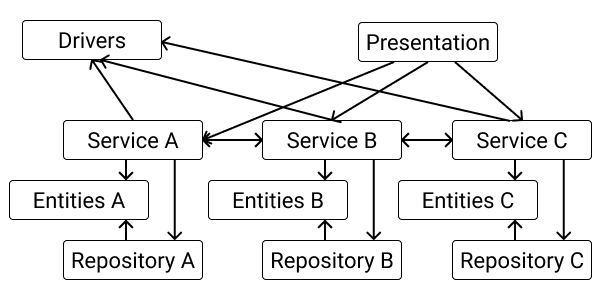 Drivers
Presentation
Service A
Service B
Service C
Entities A
Entities B
Entities C
Repository A
Repository B
Repository C